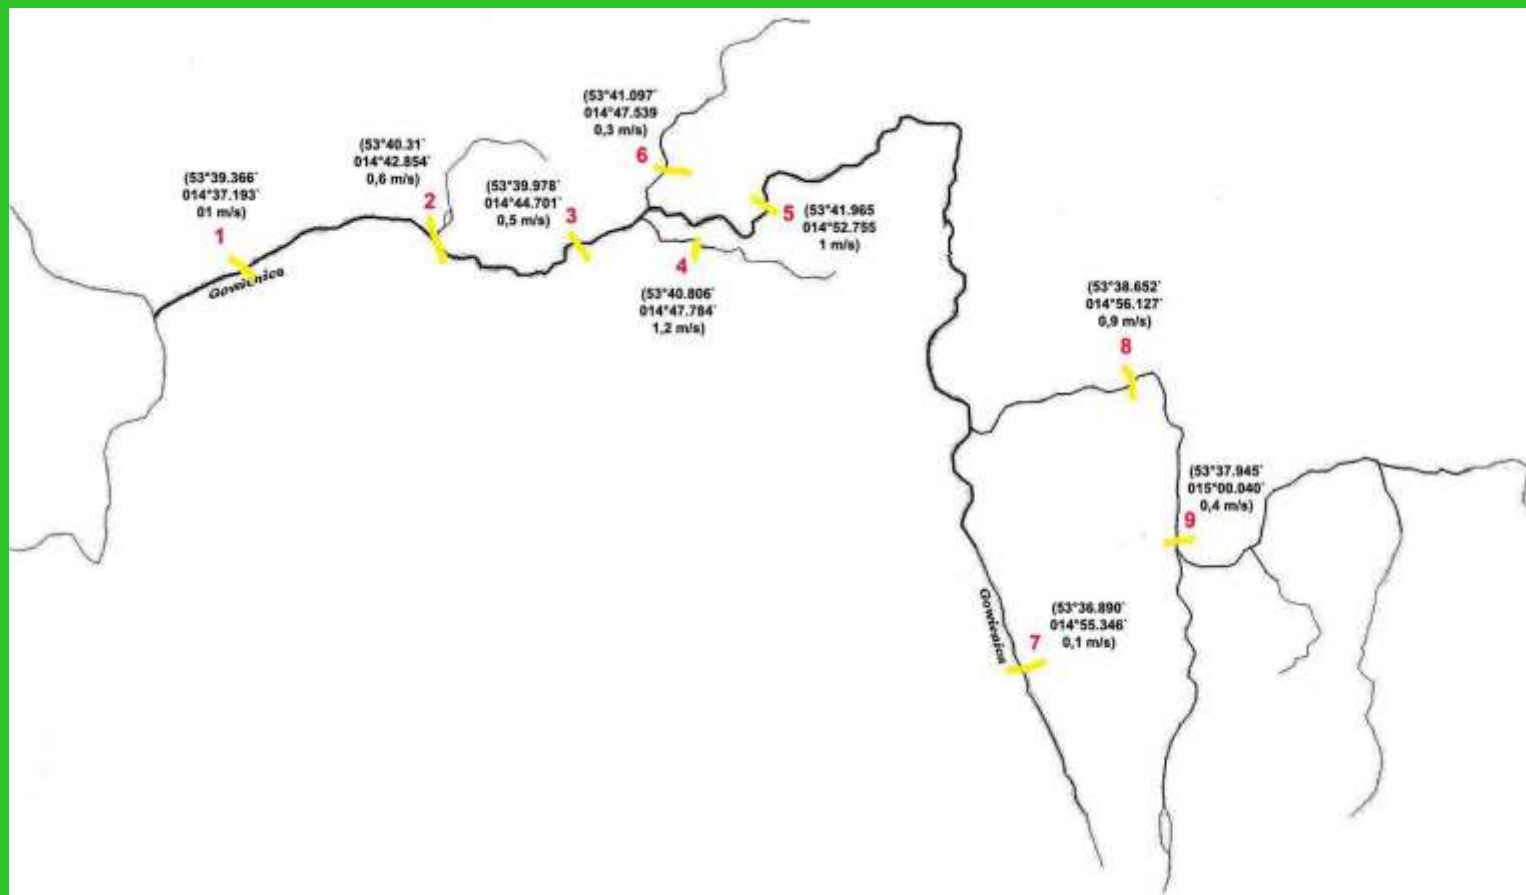 (53°39.366´
014°37.193´
01 m/s)
1
Gowienica
(53°40.31´
014°42.854´
0,6 m/s)
2
(53°39.978´
014°44.701´
0,5 m/s)
3
(53°40.806´
014°47.784´
1,2 m/s)
4
(53°41.965
014°52.755
1 m/s)
5
(53°41.097´
014°47.539
0,3 m/s)
6
(53°36.890´
014°55.346´
0,1 m/s)
7
Gowienica
(53°38.652´
014°56.127´
0,9 m/s)
8
(53°37.945´
015°00.040´
0,4 m/s)
9